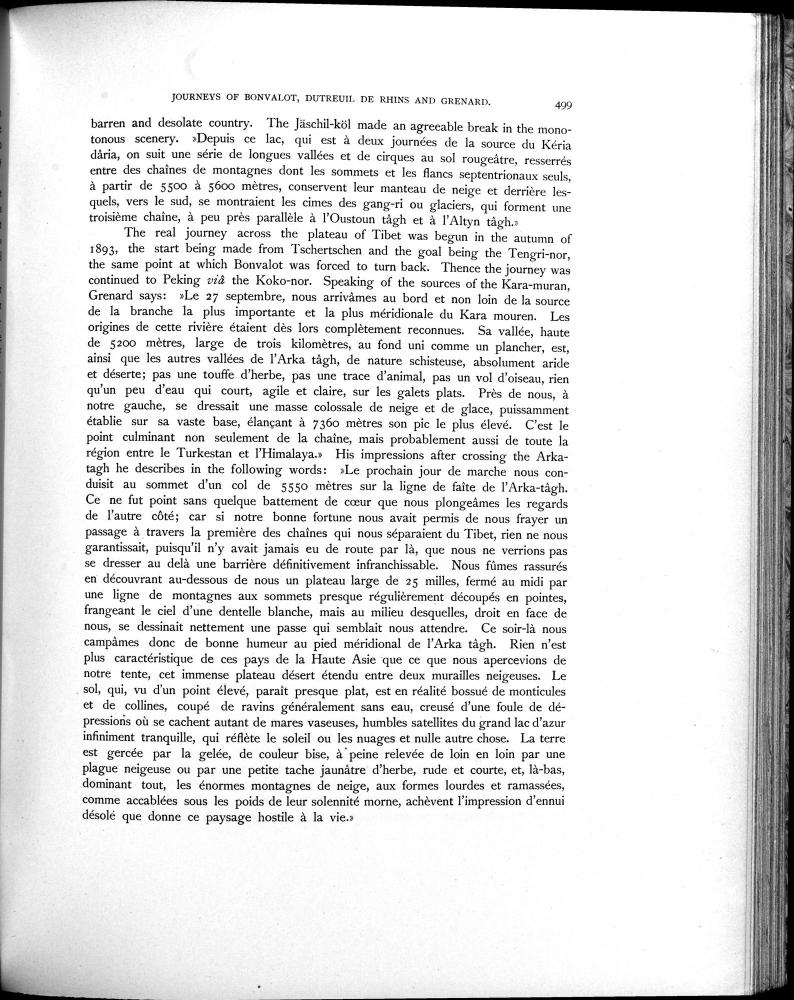 JOURNEYS OF BONVALOT, DUTREUIL DE RHINS AND GRENARD.
499
barren and desolate country. The Jäschil-köl made an agreeable break in the mono-
tonous scenery. »Depuis ce lac, qui est à deux journées de la source du Kéria
dâria, on suit une série de longues vallées et de cirques au sol rougeâtre, resserrés
entre des chaînes de montagnes dont les sommets et les flancs septentrionaux seuls,
à partir de 5500 à 5600 mètres, conservent leur manteau de neige et derrière les-
quels, vers le sud, se montraient les cimes des gang-ri ou glaciers, qui forment une
troisième chaîne, à peu près parallèle à l'Oustoun tâgh et à l'Altyn tâgh.»
The real journey across the plateau of Tibet was begun in the autumn of
1893, the start being made from Tschertschen and the goal being the Tengri-nor,
the same point at which Bonvalot was forced to turn back. Thence the journey was
continued to Peking viâ the Koko-nor. Speaking of the sources of the Kara-muran,
Grenard says: »Le 27 septembre, nous arrivâmes au bord et non loin de la source
de la branche la plus importante et la plus méridionale du Kara mouren. Les
origines de cette rivière étaient dès lors complètement reconnues. Sa vallée, haute
de 5200 mètres, large de trois kilomètres, au fond uni comme un plancher, est,
ainsi que les autres vallées de l'Arka tâgh, de nature schisteuse, absolument aride
et déserte; pas une touffe d'herbe, pas une trace d'animal, pas un vol d'oiseau, rien
qu'un peu d'eau qui court, agile et claire, sur les galets plats. Près de nous, à
notre gauche, se dressait une masse colossale de neige et de glace, puissamment
établie sur sa vaste base, élançant à 7360 mètres son pic le plus élevé. C'est le
point culminant non seulement de la chaîne, mais probablement aussi de toute la
région entre le Turkestan et l'Himalaya.» His impressions after crossing the Arka-
tagh he describes in the following words: »Le prochain jour de marche nous con-
duisit au sommet d'un col de 5550 mètres sur la ligne de faîte de l'Arka-tâgh.
Ce ne fut point sans quelque battement de cœur que nous plongeâmes les regards
de l'autre côté; car si notre bonne fortune nous avait permis de nous frayer un
passage à travers la première des chaînes qui nous séparaient du Tibet, rien ne nous
garantissait, puisqu'il n'y avait jamais eu de route par là, que nous ne verrions pas
se dresser au delà une barrière définitivement infranchissable. Nous fûmes rassurés
en découvrant au-dessous de nous un plateau large de 25 milles, fermé au midi par
une ligne de montagnes aux sommets presque régulièrement découpés en pointes,
frangeant le ciel d'une dentelle blanche, mais au milieu desquelles, droit en face de
nous, se dessinait nettement une passe qui semblait nous attendre. Ce soir-là nous
campâmes donc de bonne humeur au pied méridional de l'Arka tâgh. Rien n'est
plus caractéristique de ces pays de la Haute Asie que ce que nous apercevions de
notre tente, cet immense plateau désert étendu entre deux murailles neigeuses. Le
sol, qui, vu d'un point élevé, paraît presque plat, est en réalité bossué de monticules
et de collines, coupé de ravins généralement sans eau, creusé d'une foule de dé-
pressions où se cachent autant de mares vaseuses, humbles satellites du grand lac d'azur
infiniment tranquille, qui réflète le soleil ou les nuages et nulle autre chose. La terre
est gercée par la gelée, de couleur bise, à peine relevée de loin en loin par une
plague neigeuse ou par une petite tache jaunâtre d'herbe, rude et courte, et, là-bas,
dominant tout, les énormes montagnes de neige, aux formes lourdes et ramassées,
comme accablées sous les poids de leur solennité morne, achèvent l'impression d'ennui
désolé que donne ce paysage hostile à la vie.»